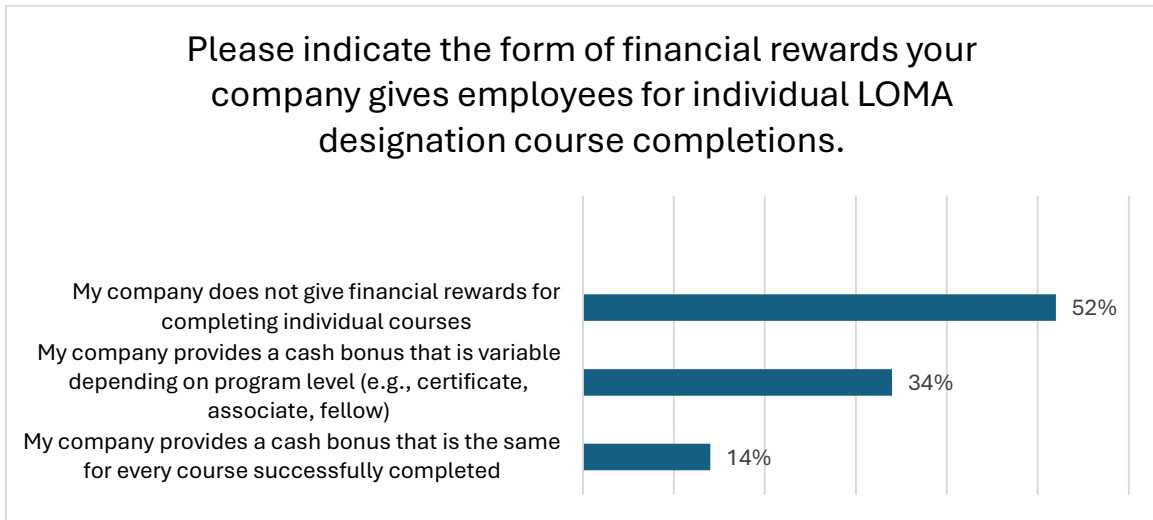 Please indicate the form of financial rewards your
company gives employees for individual LOMA
designation course completions.
My company does not give financial rewards for
completing individual courses
52%
My company provides a cash bonus that is variable
depending on program level (e.g., certificate,
associate, fellow)
34%
My company provides a cash bonus that is the same
for every course successfully completed
14%